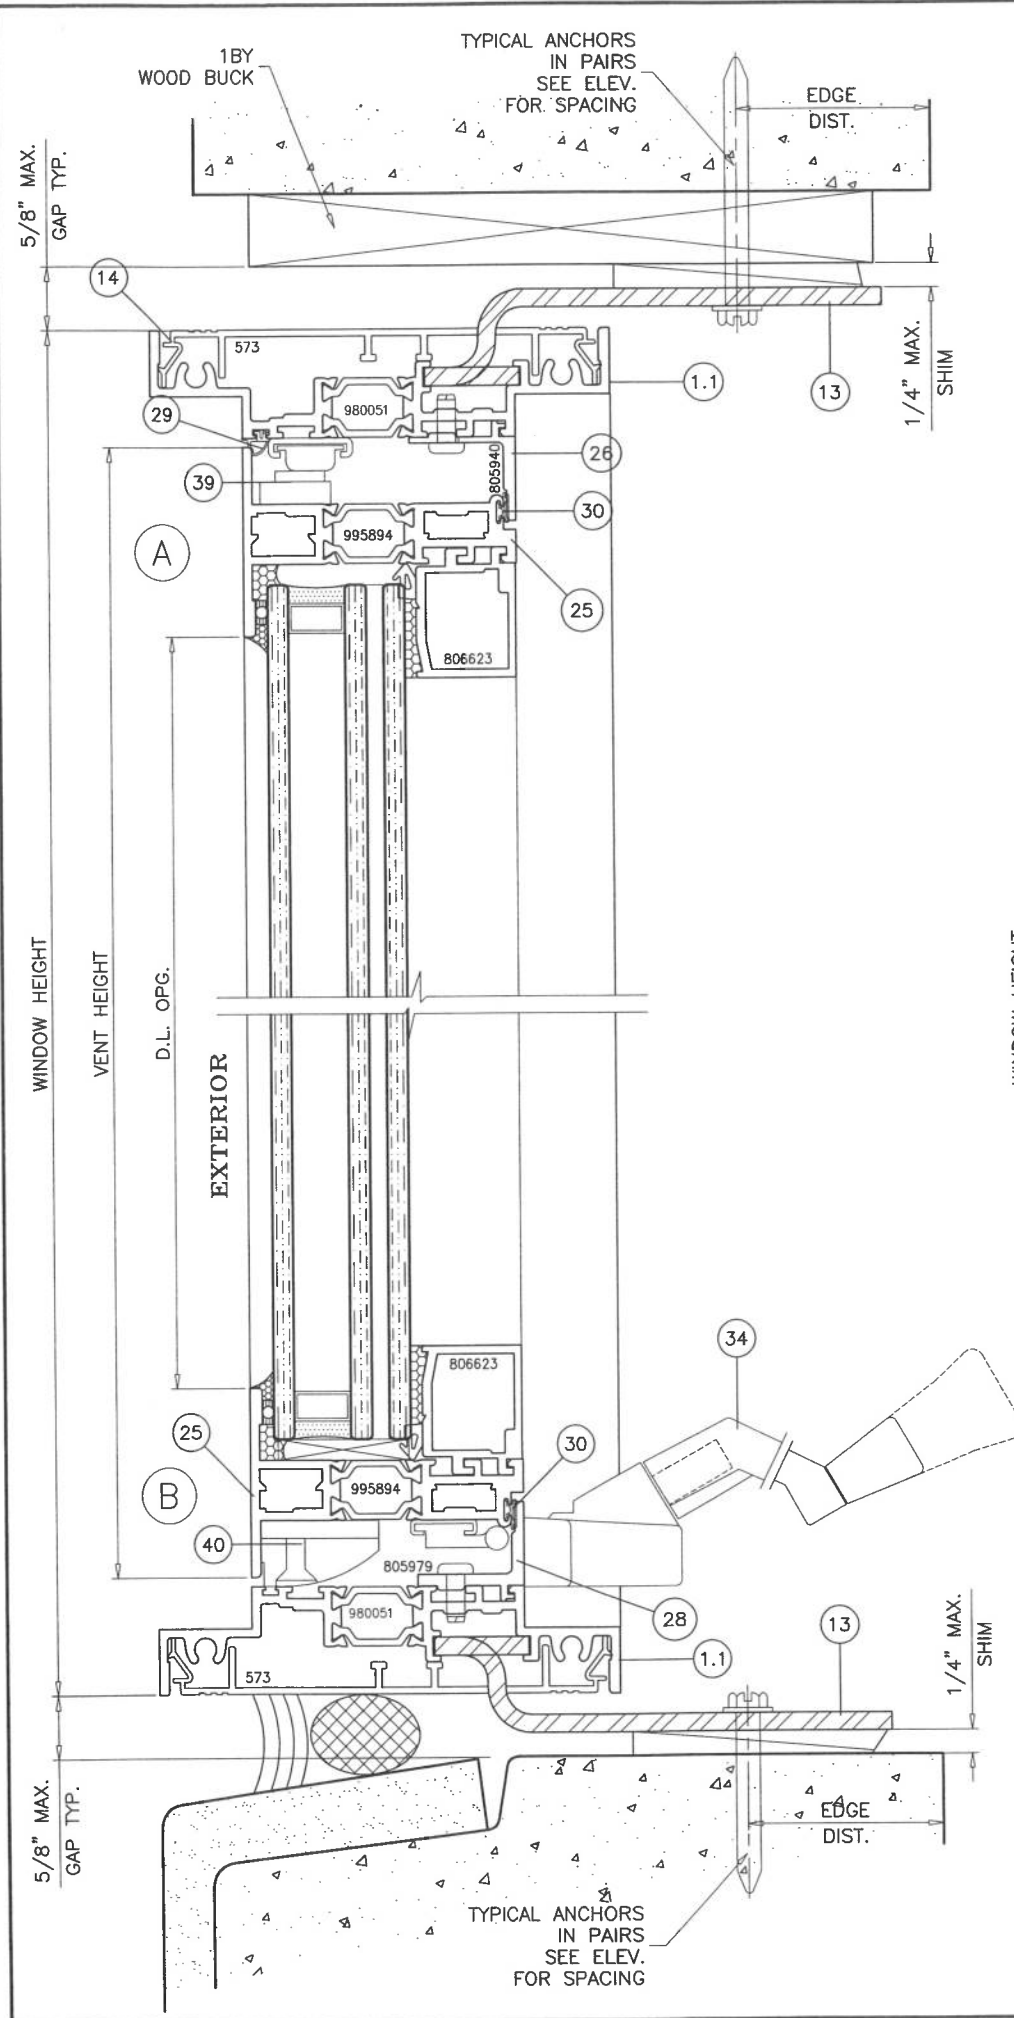 1BY
WOOD BUCK
TYPICAL ANCHORS
IN PAIRS
SEE ELEV.
FOR SPACING
EDGE
DIST.
5/8" MAX.
GAP TYP.
14
573
980051
1.1
13
1/4" MAX.
SHIM
29
39
805940
26
30
995894
A
25
806623
WINDOW HEIGHT
VENT HEIGHT
D.L. OPG.
EXTERIOR
WINDOW HEIGHT
34
806623
25
30
B
995894
40
805979
980051
28
13
1.1
573
1/4" MAX.
SHIM
5/8" MAX.
GAP TYP.
EDGE
DIST.
TYPICAL ANCHORS
IN PAIRS
SEE ELEV.
FOR SPACING